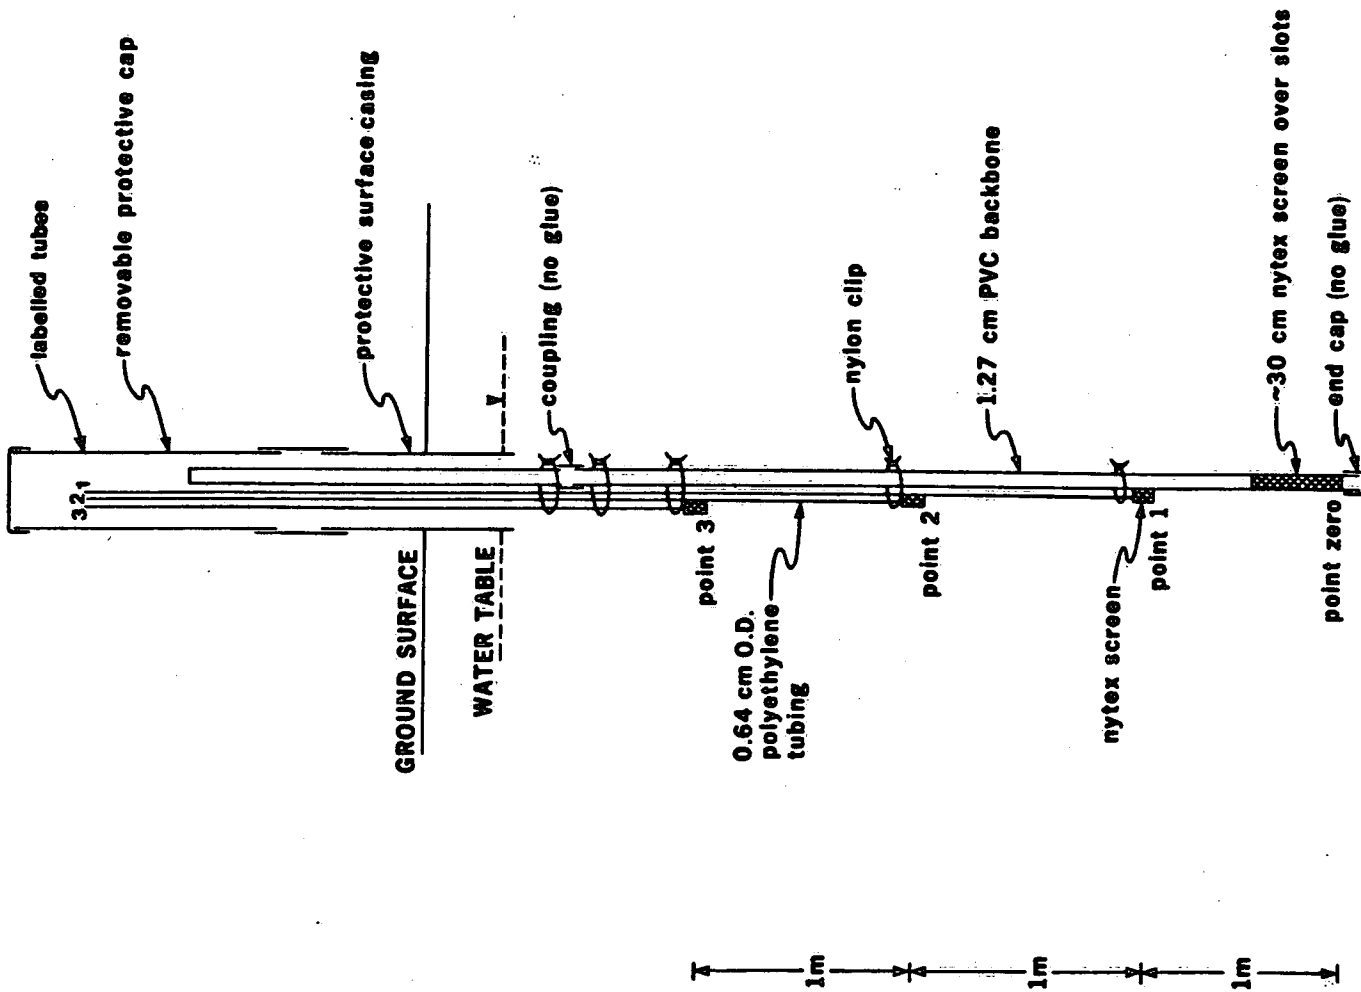 labelled tubes
removable protective cap
3 2 1
protective surface casing
GROUND SURFACE
WATER TABLE
coupling (no glue)
point 3
0.64 cm O.D.
polyethylene
tubing
nylon clip
point 2
1.27 cm PVC backbone
nytex screen
point 1
~30 cm nytex screen over slots
point zero
end cap (no glue)
1m
1m
1m